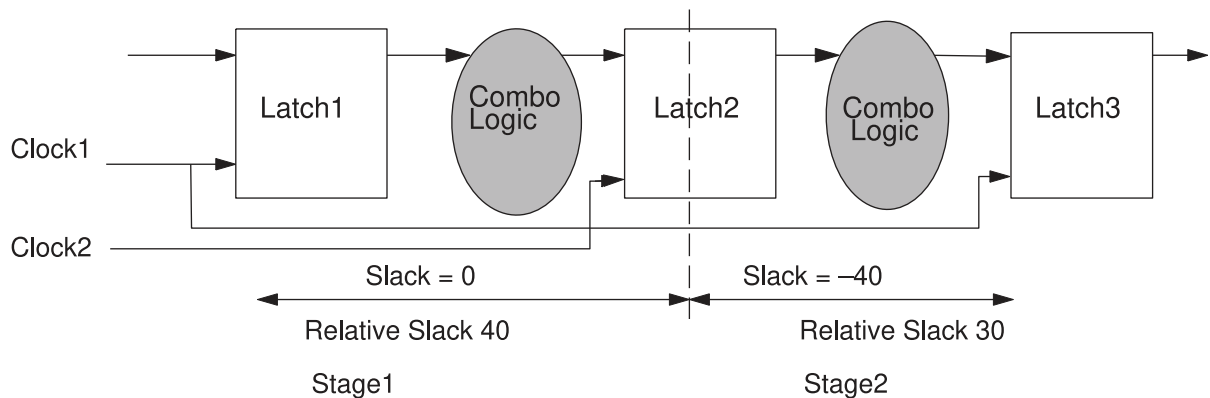 Latch1
Combo
Logic
Latch2
Combo
Logic
Latch3
Clock1
Clock2
Slack = 0
Slack = –40
Relative Slack 40
Relative Slack 30
Stage1
Stage2